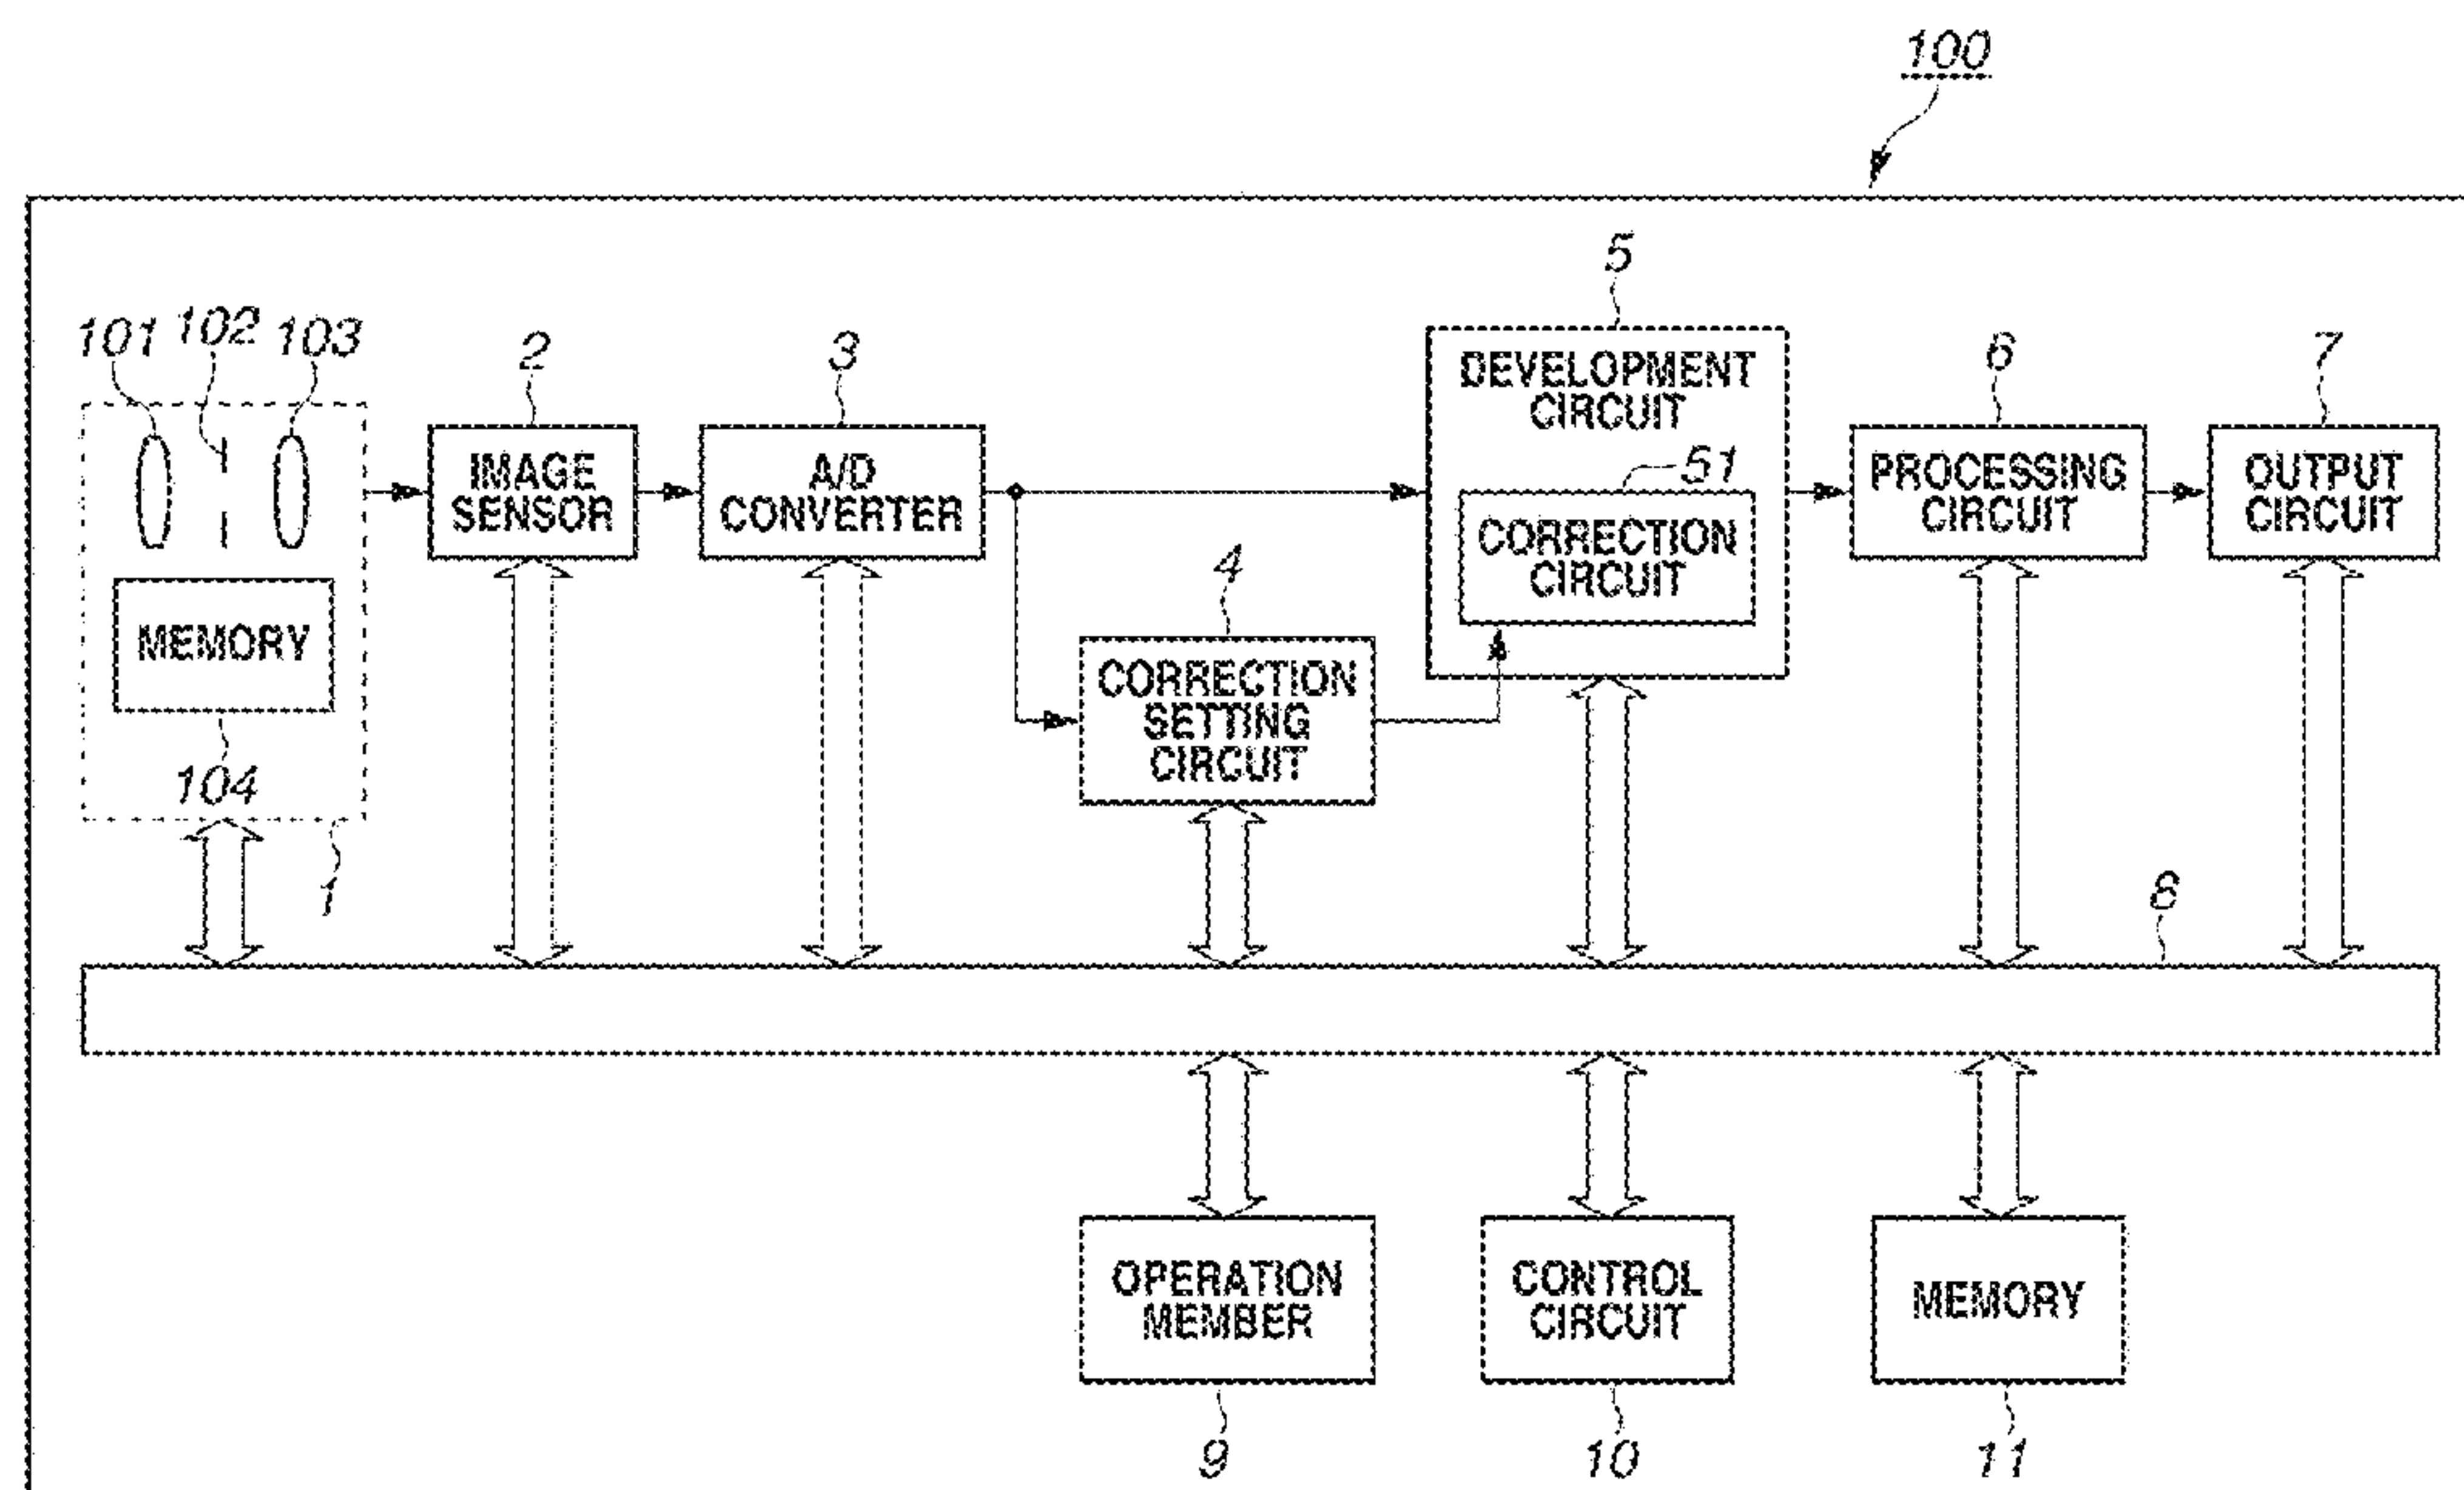 100
5
101 102 103
2
3
6
7
DEVELOPMENT
CIRCUIT
IMAGE
SENSOR
A/D
CONVERTER
51
CORRECTION
CIRCUIT
PROCESSING
CIRCUIT
OUTPUT
CIRCUIT
4
MEMORY
CORRECTION
SETTING
CIRCUIT
104
1
8
OPERATION
MEMBER
CONTROL
CIRCUIT
MEMORY
9
10
11